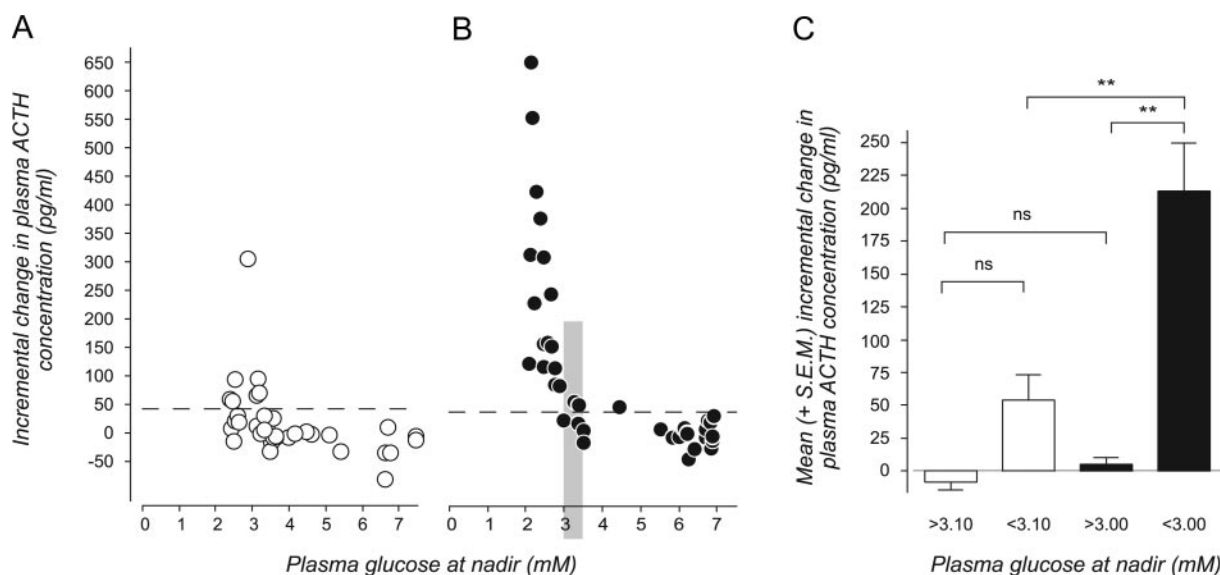 A
B
C
Incremental change in plasma ACTH
concentration (pg/ml)
650
600
550
500
450
400
350
300
250
200
150
100
50
0
-50
0 1 2 3 4 5 6 7
0 1 2 3 4 5 6 7
Plasma glucose at nadir (mM)
Mean (+ S.E.M.) incremental change in
plasma ACTH concentration (pg/ml)
250
225
200
175
150
125
100
75
50
25
0
**
**
ns
ns
>3.10 <3.10 >3.00 <3.00
Plasma glucose at nadir (mM)